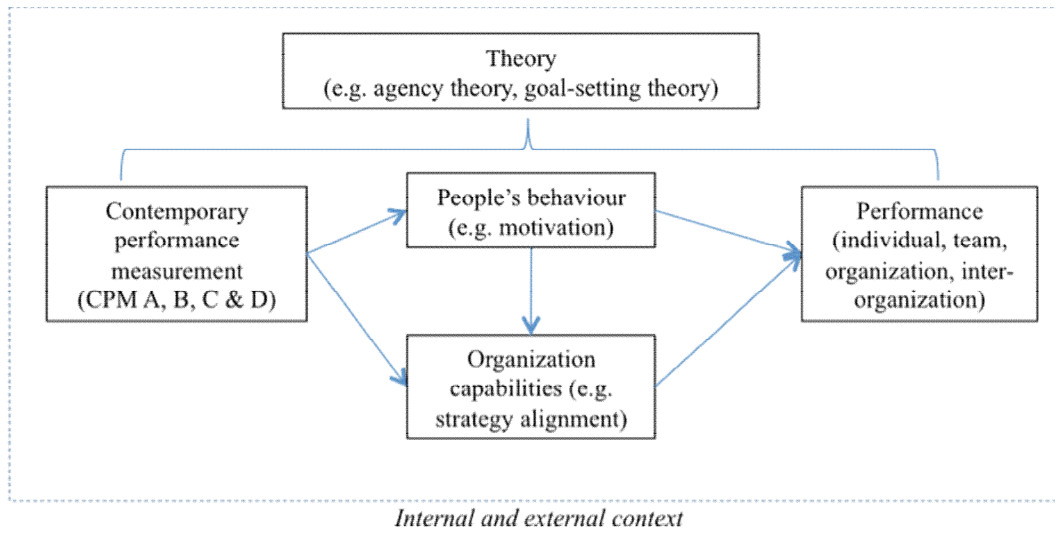 Theory
(e.g. agency theory, goal-setting theory)
Contemporary
performance
measurement
(CPM A, B, C & D)
People's behaviour
(e.g. motivation)
Performance
(individual, team,
organization, inter-
organization)
Organization
capabilities (e.g.
strategy alignment)
Internal and external context